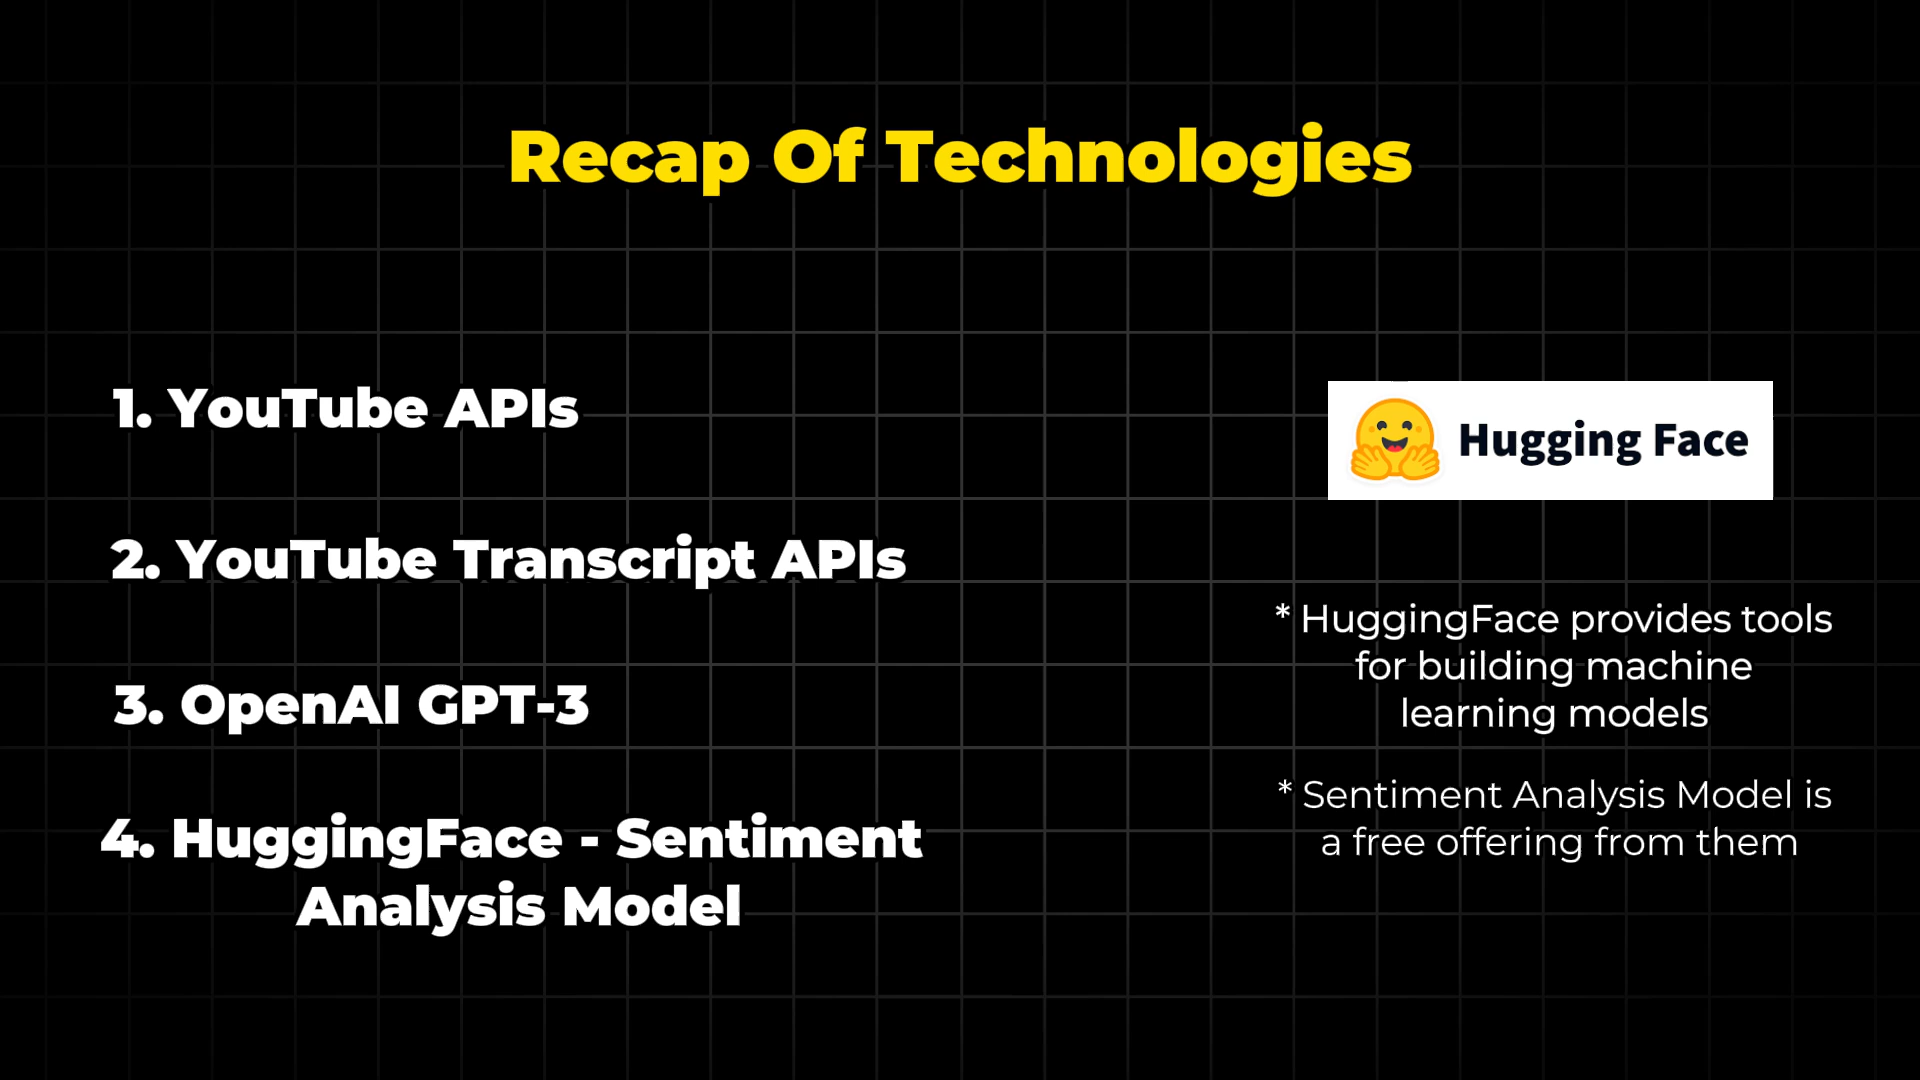 Recap Of Technologies
1. YouTube APIs
2. YouTube Transcript APIs
3. OpenAI GPT-3
4. HuggingFace - Sentiment
Analysis Model
Hugging Face
* HuggingFace provides tools
for building machine
learning models
* Sentiment Analysis Model is
a free offering from them